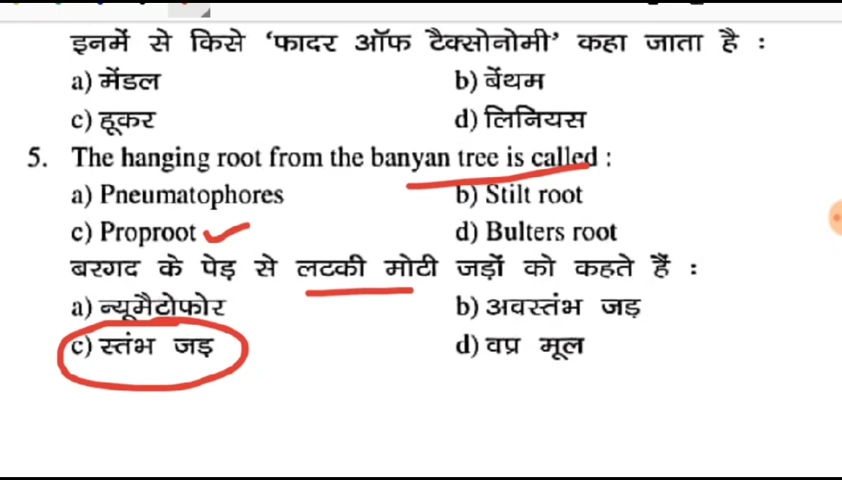 इनमें से किसे ‘फादर ऑफ टैक्सोनोमी’ कहा जाता है :
a) मेंडल b) बेंथम
c) हूकर d) लिनियस
5. The hanging root from the banyan tree is called :
a) Pneumatophores b) Stilt root
c) Proproot d) Bulters root
बरगद के पेड़ से लटकी मोटी जड़ों को कहते हैं :
a) न्यूमैटोफोर b) अवस्तंभ जड़
c) स्तंभ जड़ d) वप्र मूल